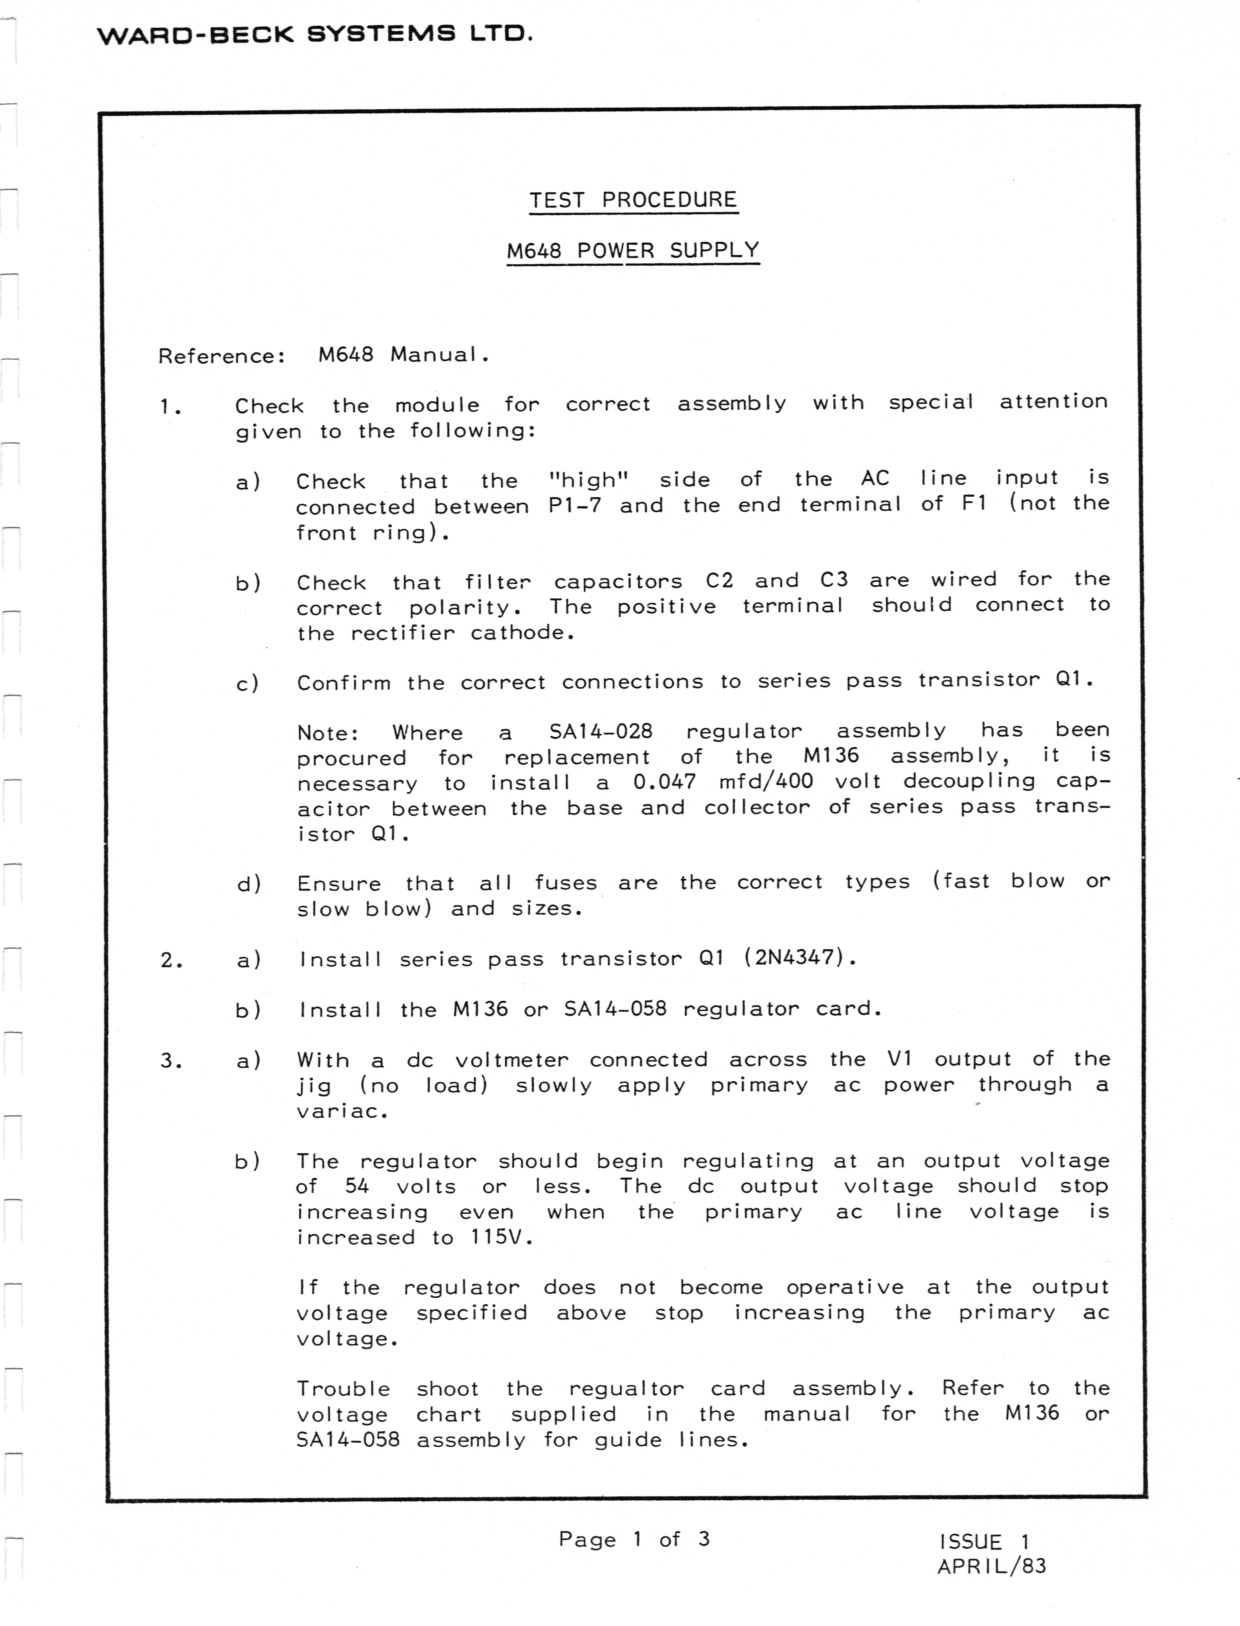 WARD-BECK SYSTEMS LTD.
TEST PROCEDURE
M648 POWER SUPPLY
Reference: M648 Manual.
1. Check the module for correct assembly with special attention
given to the following:
a) Check that the "high" side of the AC line input is
connected between P1-7 and the end terminal of F1 (not the
front ring).
b) Check that filter capacitors C2 and C3 are wired for the
correct polarity. The positive terminal should connect to
the rectifier cathode.
c) Confirm the correct connections to series pass transistor Q1.
Note: Where a SA14-028 regulator assembly has been
procured for replacement of the M136 assembly, it is
necessary to install a 0.047 mfd/400 volt decoupling cap-
acitor between the base and collector of series pass trans-
istor Q1.
d) Ensure that all fuses are the correct types (fast blow or
slow blow) and sizes.
2. a) Install series pass transistor Q1 (2N4347).
b) Install the M136 or SA14-058 regulator card.
3. a) With a dc voltmeter connected across the V1 output of the
jig (no load) slowly apply primary ac power through a
variac.
b) The regulator should begin regulating at an output voltage
of 54 volts or less. The dc output voltage should stop
increasing even when the primary ac line voltage is
increased to 115V.
If the regulator does not become operative at the output
voltage specified above stop increasing the primary ac
voltage.
Trouble shoot the regualtor card assembly. Refer to the
voltage chart supplied in the manual for the M136 or
SA14-058 assembly for guide lines.
Page 1 of 3
ISSUE 1
APRIL/83